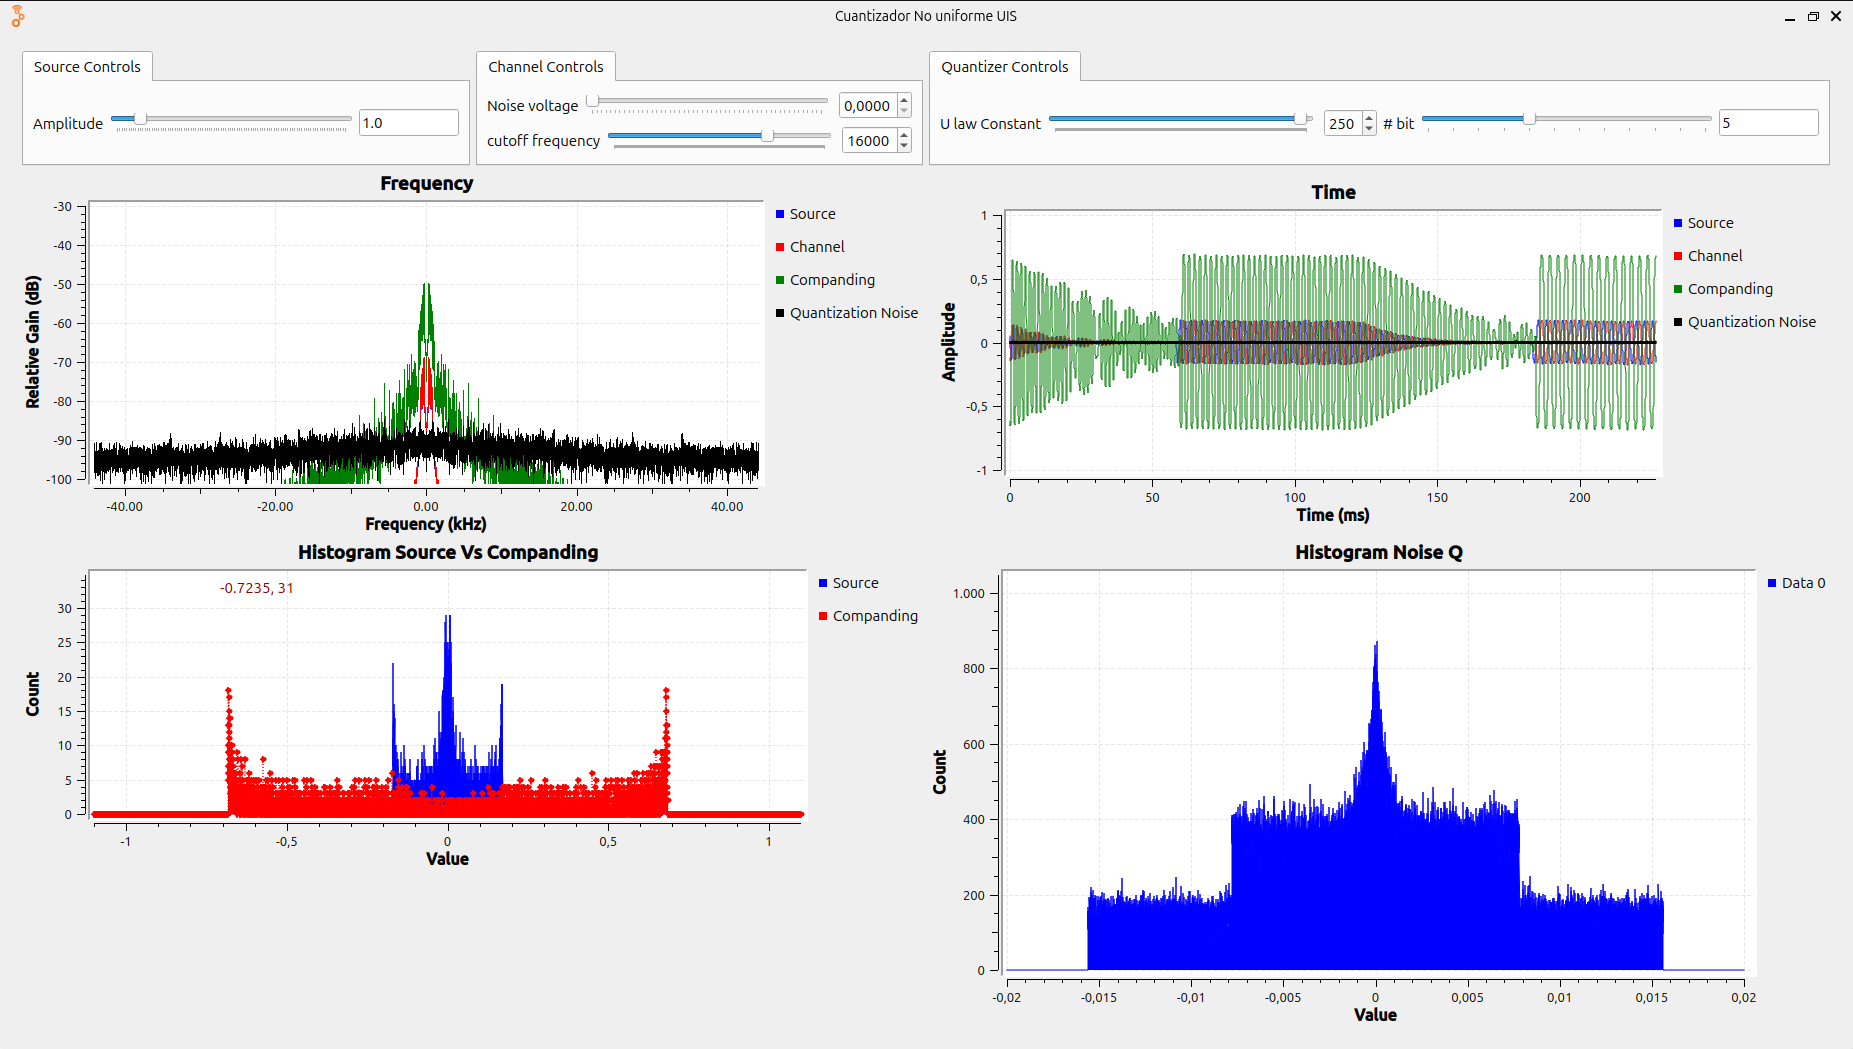 Cuantizador No uniforme UIS
Source Controls
Amplitude 1.0
Channel Controls
Noise voltage 0,0000
cutoff frequency 16000
Quantizer Controls
U law Constant 250 # bit 5
Frequency
Relative Gain (dB)
-30
-40
-50
-60
-70
-80
-90
-100
-40.00 -20.00 0.00 20.00 40.00
Frequency (kHz)
Source
Channel
Companding
Quantization Noise
Time
Amplitude
1
0,5
0
-0,5
-1
0 50 100 150 200
Time (ms)
Source
Channel
Companding
Quantization Noise
Histogram Source Vs Companding
-0.7235, 31
Count
30
25
20
15
10
5
0
-1 -0,5 0 0,5 1
Value
Source
Companding
Histogram Noise Q
Count
1.000
800
600
400
200
0
-0,02 -0,015 -0,01 -0,005 0 0,005 0,01 0,015 0,02
Value
Data 0